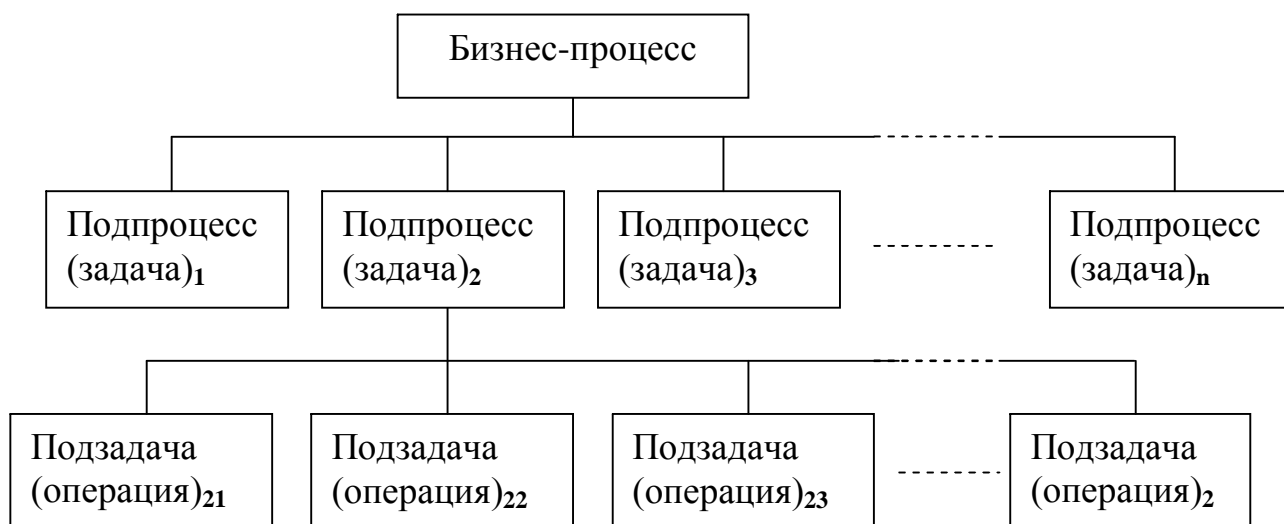 Бизнес-процесс
Подпроцесс
(задача)1
Подпроцесс
(задача)2
Подпроцесс
(задача)3
Подпроцесс
(задача)n
Подзадача
(операция)21
Подзадача
(операция)22
Подзадача
(операция)23
Подзадача
(операция)2